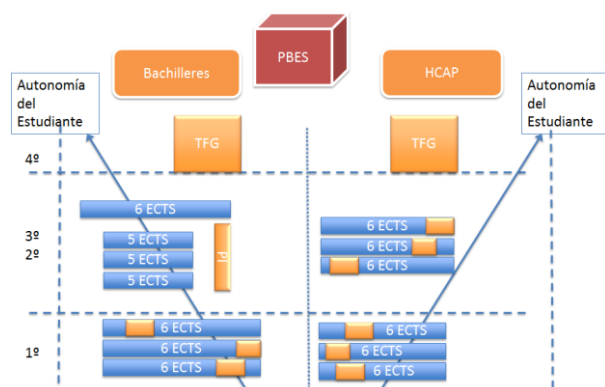 PBES
Bachilleres
HCAP
Autonomía
del
Estudiante
Autonomía
del
Estudiante
TFG
TFG
4º
6 ECTS
3º
2º
5 ECTS
5 ECTS
5 ECTS
PI
6 ECTS
6 ECTS
6 ECTS
1º
6 ECTS
6 ECTS
6 ECTS
6 ECTS
6 ECTS
6 ECTS